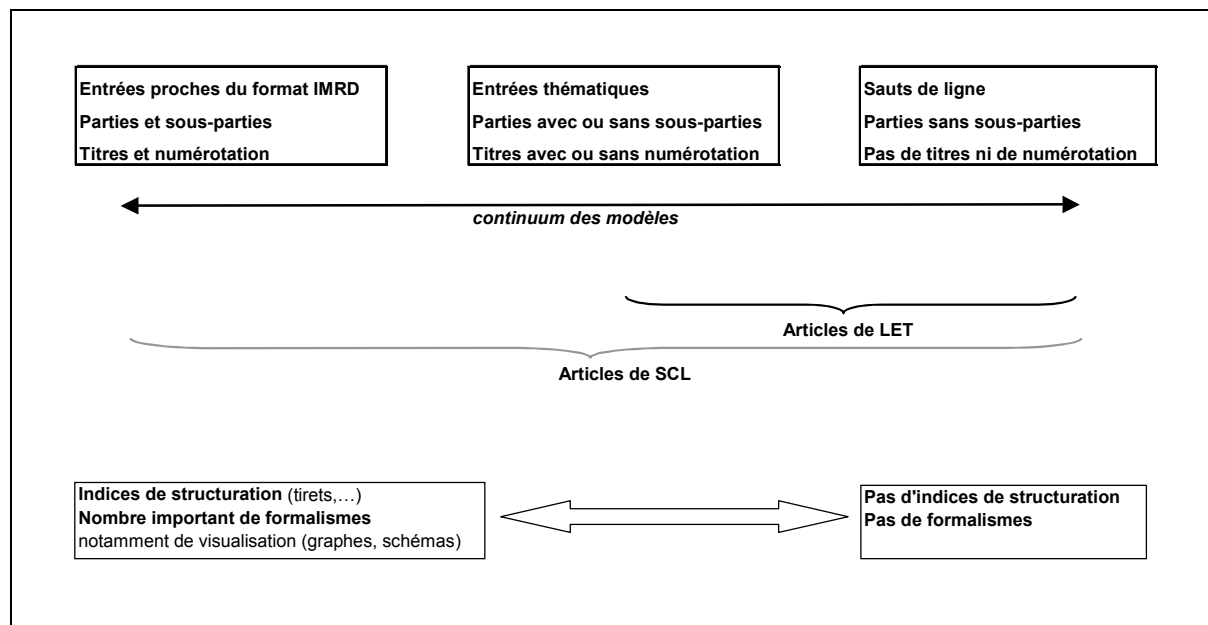 Entrées proches du format IMRD
Parties et sous-parties
Titres et numérotation
Entrées thématiques
Parties avec ou sans sous-parties
Titres avec ou sans numérotation
Sauts de ligne
Parties sans sous-parties
Pas de titres ni de numérotation
continuum des modèles
Articles de LET
Articles de SCL
Indices de structuration (tirets,…)
Nombre important de formalismes
notamment de visualisation (graphes, schémas)
Pas d'indices de structuration
Pas de formalismes